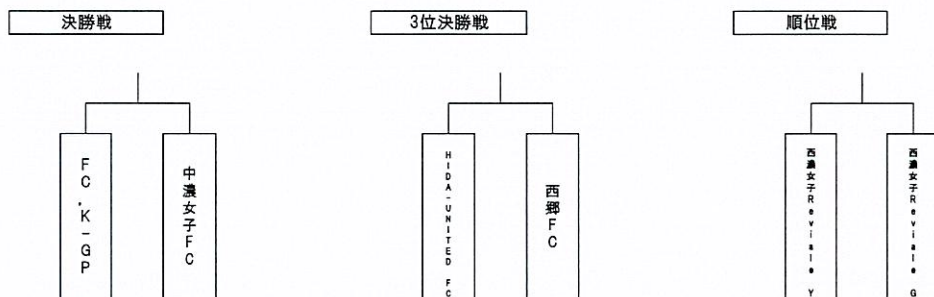 決勝戦
3位決勝戦
順位戦
FC.K-GP
中濃女子FC
HIDA-UNITED FC
西郷FC
西濃女子Reviale Y
西濃女子Reviale G